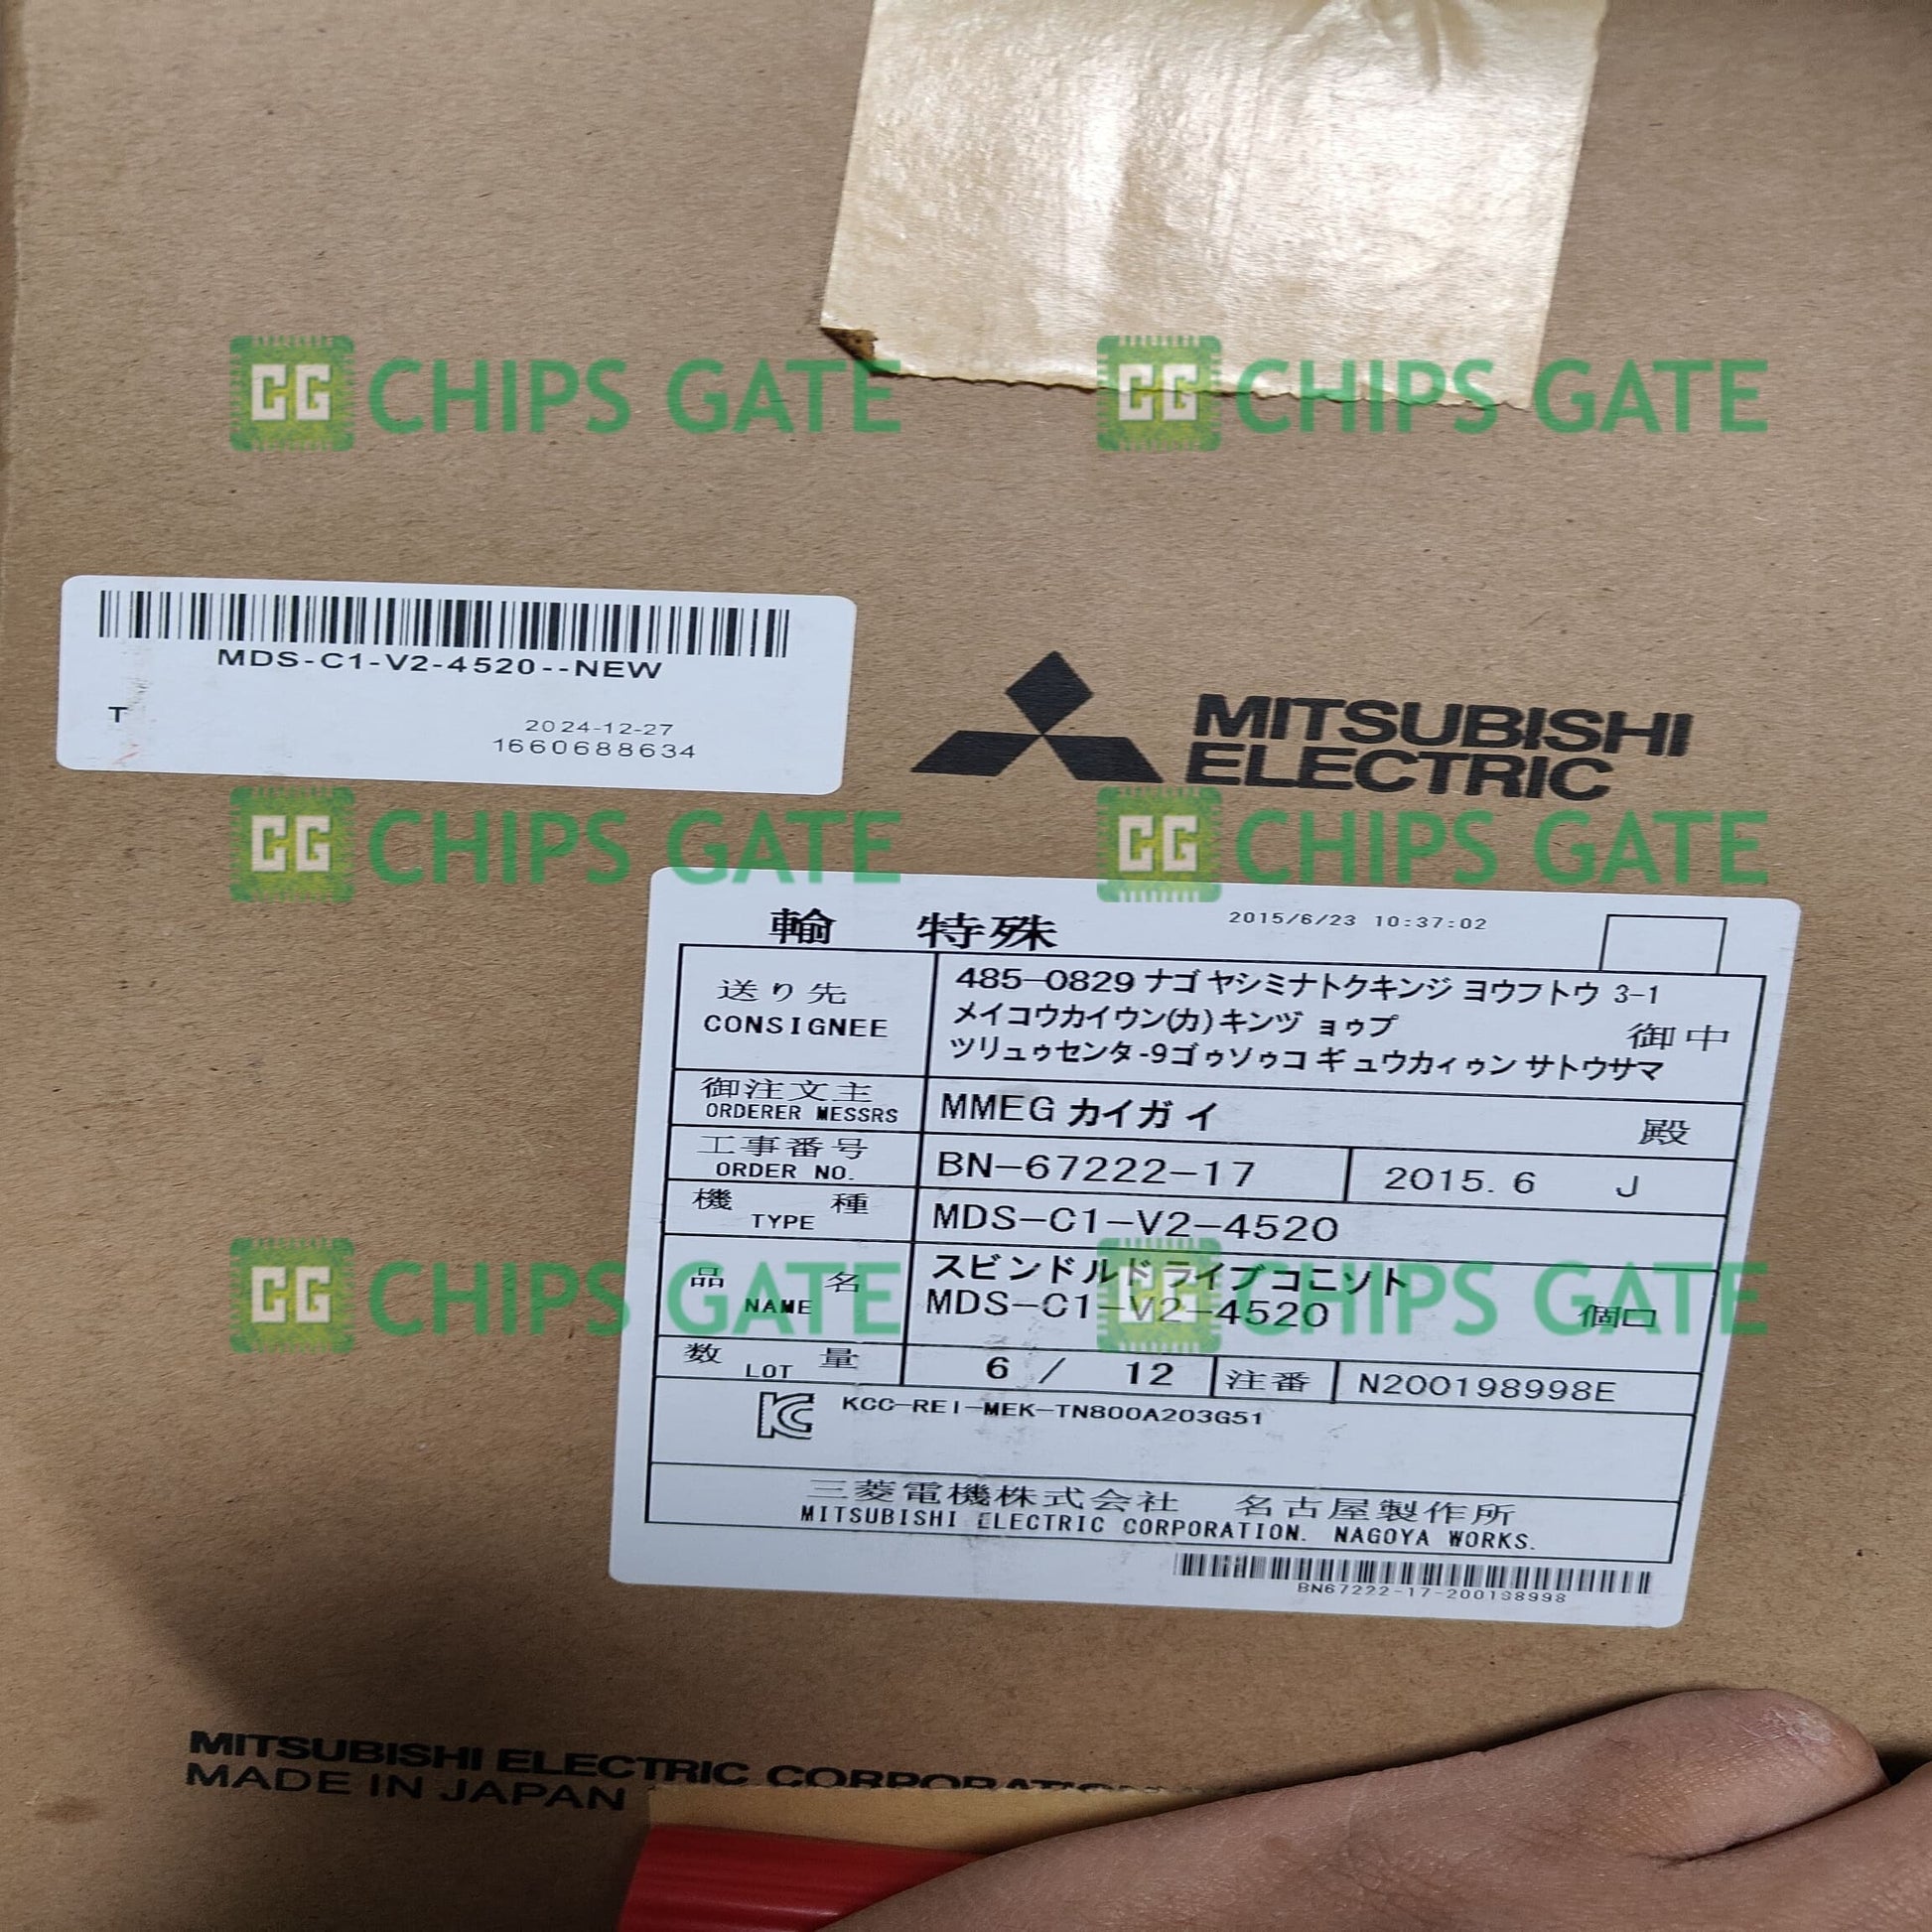 CG CHIPS GATE
CG CHIPS GATE
MDS-C1-V2-4520--NEW
T
2024-12-27
1660688634
MITSUBISHI
ELECTRIC
CG CHIPS GATE
CG CHIPS GATE
輸 特殊 2015/6/23 10:37:02
送り先
CONSIGNEE
485-0829 ナゴヤシミナトクキンジョウフトウ 3-1
メイコウカイウン(カ)キンヅョゥプ
ツリュゥセンタ-9ゴゥソゥコ ギュウカィゥン サトウサマ
御中
御注文主
ORDERER MESSRS
MMEG カイガイ 殿
工事番号
ORDER NO.
BN-67222-17 2015. 6 J
機種
TYPE
MDS-C1-V2-4520
品名
NAME
スビンドルドライブコニソト
MDS-C1-V2-4520 個口
CG CHIPS GATE
CG CHIPS GATE
数量
LOT
6 / 12 注番 N200198998E
KC KCC-REI-MEK-TN800A203G51
三菱電機株式会社 名古屋製作所
MITSUBISHI ELECTRIC CORPORATION. NAGOYA WORKS.
BN67222-17-200198998
MITSUBISHI ELECTRIC CORPORATION
MADE IN JAPAN